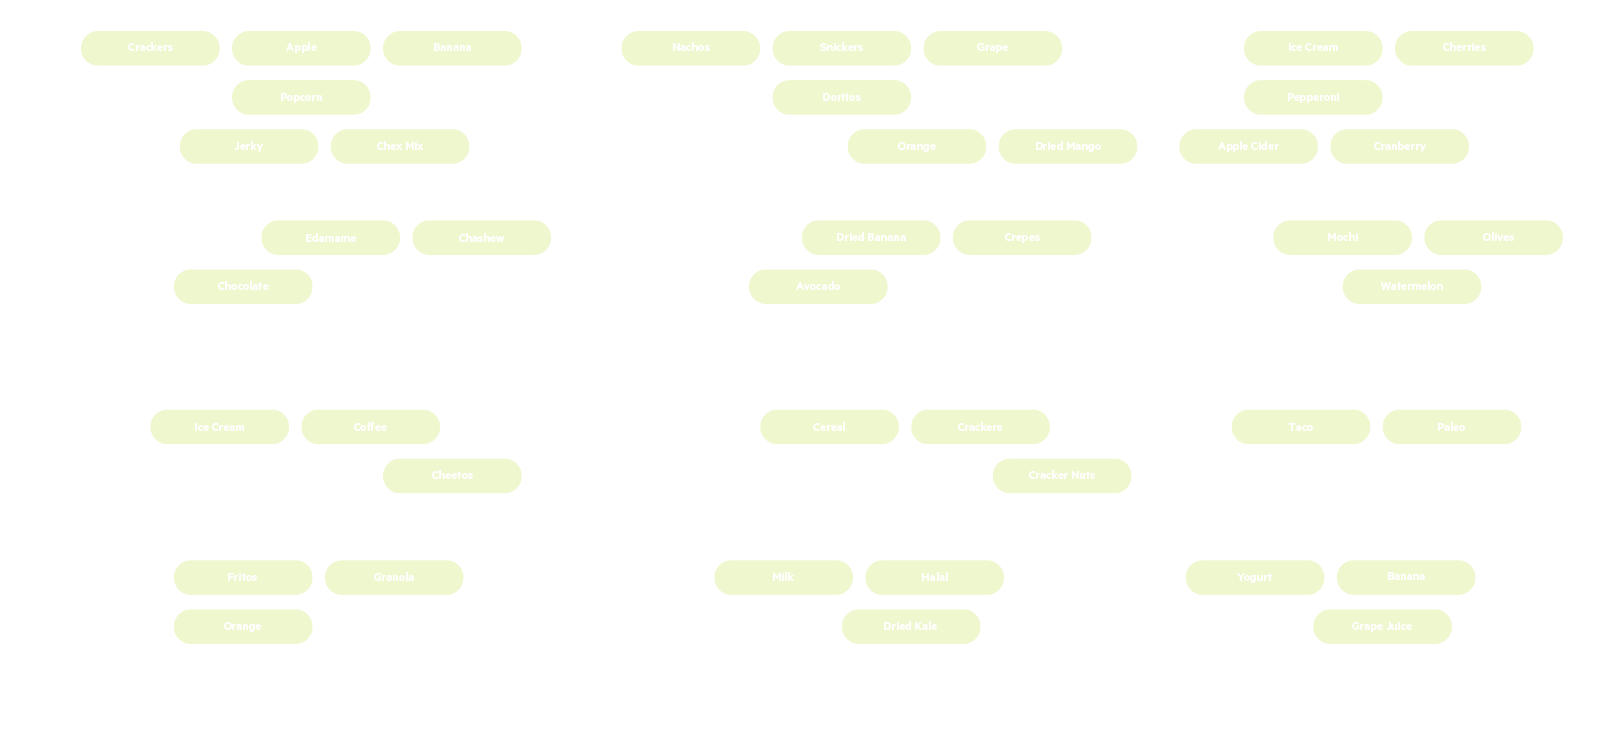 Crackers Apple Banana Nachos Snickers Grape Ice Cream Cherries
Popcorn Doritos Pepperoni
Jerky Chex Mix Orange Dried Mango Apple Cider Cranberry
Edamame Chashew Dried Banana Crepes Mochi Olives
Chocolate Avocado Watermelon
Ice Cream Coffee Cereal Crackers Taco Paleo
Cheetos Cracker Nuts
Fritos Granola Milk Halal Yogurt Banana
Orange Dried Kale Grape Juice